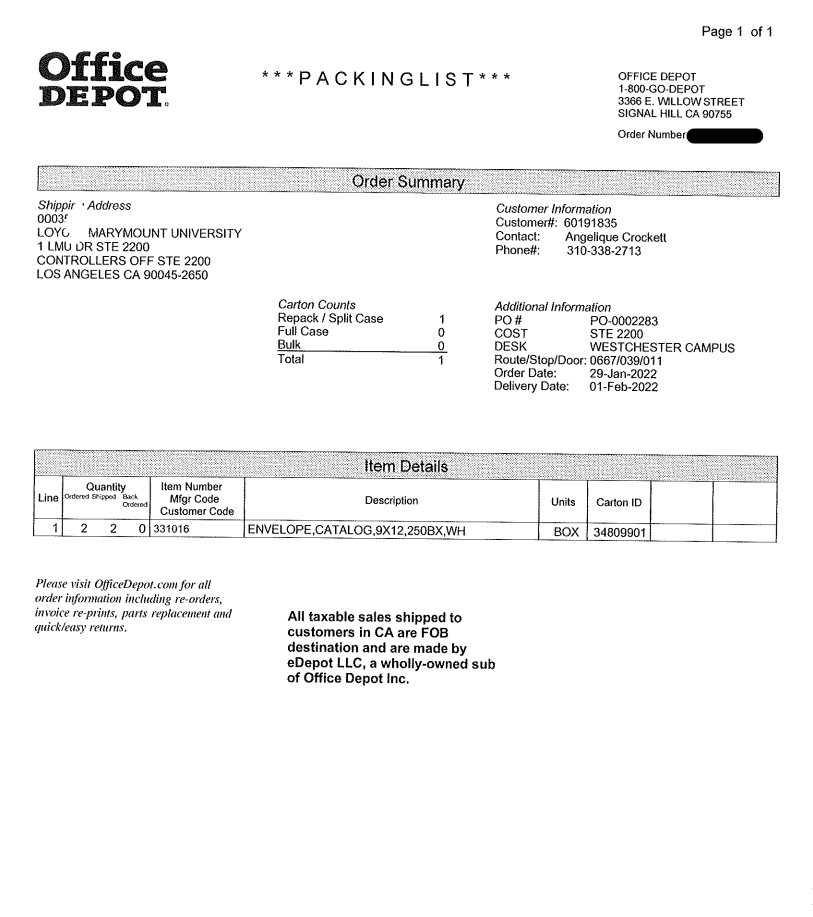 Page 1 of 1
Office
DEPOT®
***PACKINGLIST***
OFFICE DEPOT
1-800-GO-DEPOT
3366 E. WILLOW STREET
SIGNAL HILL CA 90755
Order Number
Order Summary
Address
MARYMOUNT UNIVERSITY
1 LMU DR STE 2200
CONTROLLERS OFF STE 2200
LOS ANGELES CA 90045-2650
Customer Information
Customer#: 60191835
Contact: Angelique Crockett
Phone#: 310-338-2713
Carton Counts
Repack / Split Case 1
Full Case 0
Bulk 0
Total 1
Additional Information
PO # PO-0002283
COST STE 2200
DESK WESTCHESTER CAMPUS
Route/Stop/Door: 0667/039/011
Order Date: 29-Jan-2022
Delivery Date: 01-Feb-2022
Item Details
Line
Quantity
Ordered Shipped Back Ordered
Item Number
Mfgr Code
Customer Code
Description
Units
Carton ID
1 2 2 0 331016 ENVELOPE,CATALOG,9X12,250BX,WH BOX 34809901
Please visit OfficeDepot.com for all
order information including re-orders,
invoice re-prints, parts replacement and
quick/easy returns.
All taxable sales shipped to
customers in CA are FOB
destination and are made by
eDepot LLC, a wholly-owned sub
of Office Depot Inc.